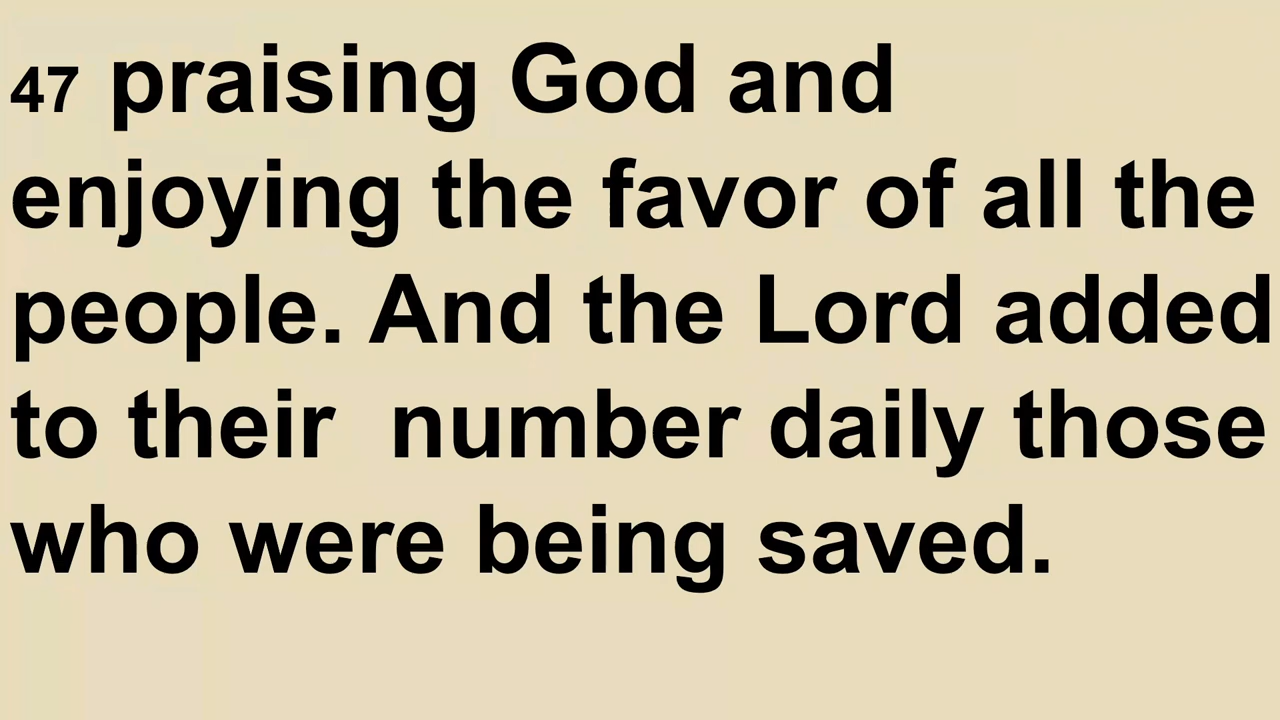 47 praising God and
enjoying the favor of all the
people. And the Lord added
to their  number daily those
who were being saved.